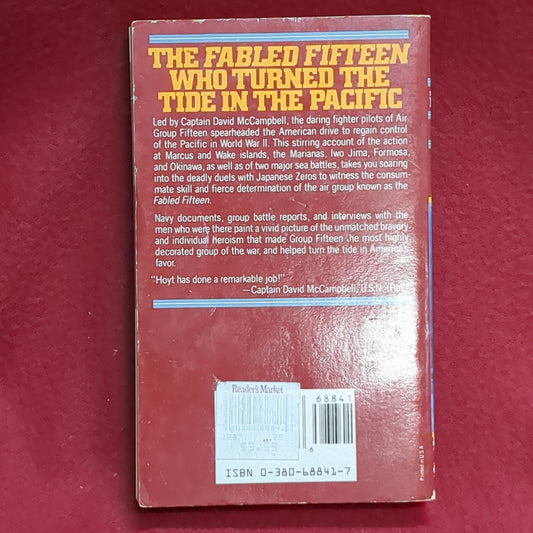 THE FABLED FIFTEEN
WHO TURNED THE
TIDE IN THE PACIFIC
Led by Captain David McCampbell, the daring fighter pilots of Air
Group Fifteen spearheaded the American drive to regain control
of the Pacific in World War II. This stirring account of the action
at Marcus and Wake islands, the Marianas, Iwo Jima, Formosa,
and Okinawa, as well as of two major sea battles, takes you soaring
into the deadly duels with Japanese Zeros to witness the consum-
mate skill and fierce determination of the air group known as the
Fabled Fifteen.
Navy documents, group battle reports, and interviews with the
men who were there paint a vivid picture of the unmatched bravery
and individual heroism that made Group Fifteen the most highly
decorated group of the war, and helped turn the tide in America's
favor.
"Hoyt has done a remarkable job!"
—Captain David McCampbell, U.S.N.
Reader's Market
68841
6
ISBN 0-380-68841-7
Printed in U.S.A.